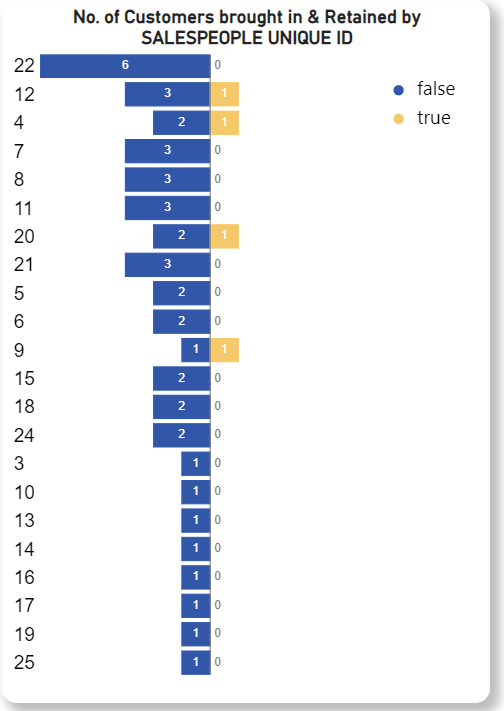 No. of Customers brought in & Retained by
SALESPEOPLE UNIQUE ID
22 6 0
12 3 1
4 2 1
7 3 0
8 3 0
11 3 0
20 2 1
21 3 0
5 2 0
6 2 0
9 1 1
15 2 0
18 2 0
24 2 0
3 1 0
10 1 0
13 1 0
14 1 0
16 1 0
17 1 0
19 1 0
25 1 0
false
true